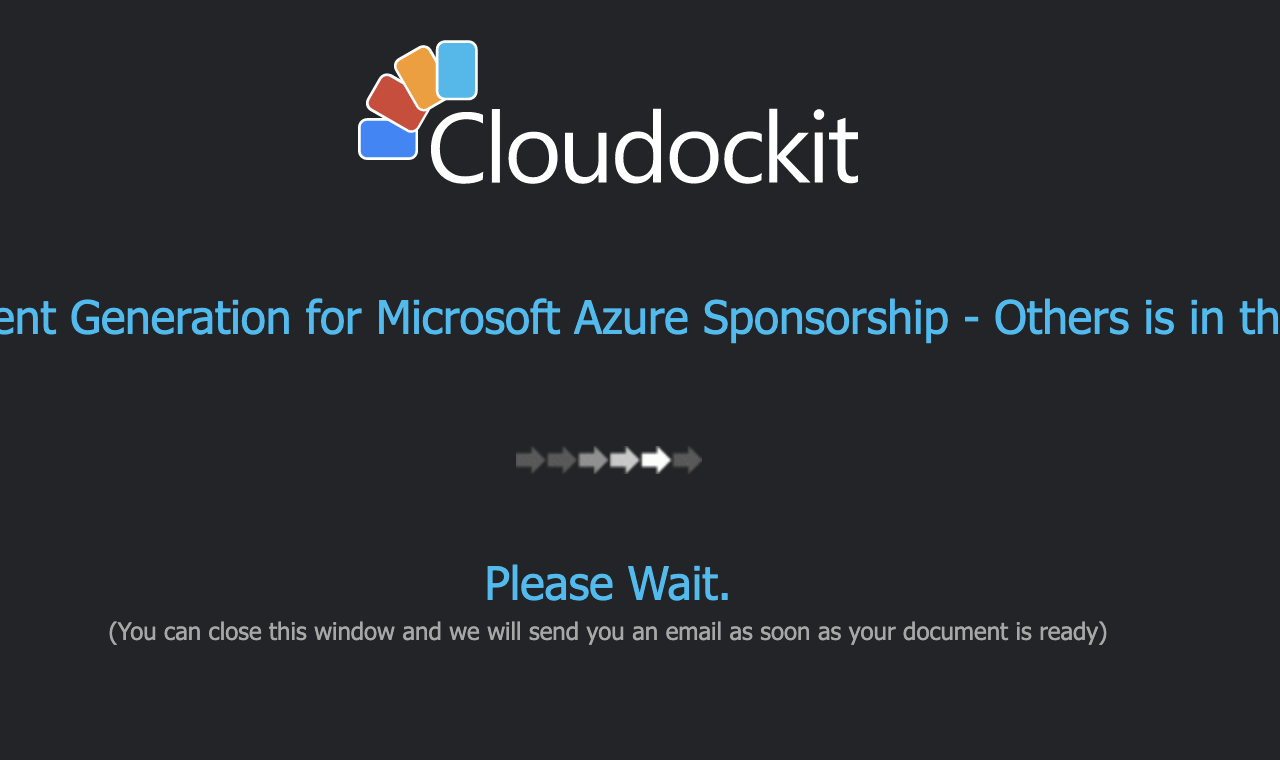 Cloudockit
ent Generation for Microsoft Azure Sponsorship - Others is in th
Please Wait.
(You can close this window and we will send you an email as soon as your document is ready)